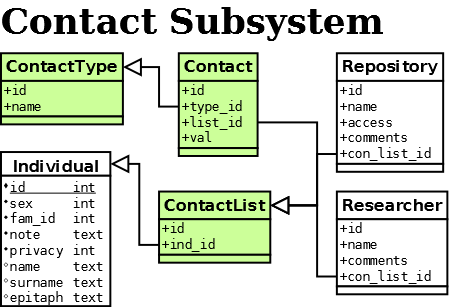 Contact Subsystem
ContactType
+id
+name
Contact
+id
+type_id
+list_id
+val
Repository
+id
+name
+access
+comments
+con_list_id
Individual
id int
sex int
fam_id int
note text
privacy int
name text
surname text
epitaph text
ContactList
+id
+ind_id
Researcher
+id
+name
+comments
+con_list_id